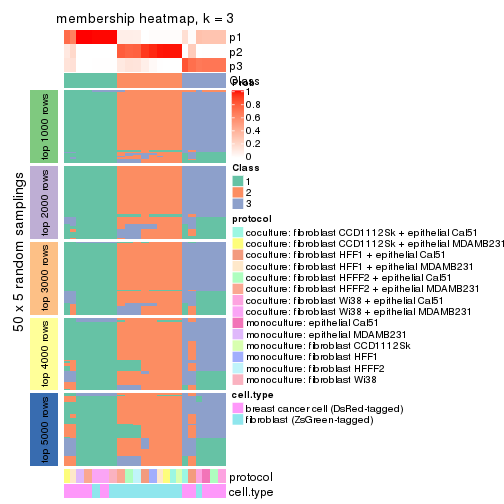 membership heatmap, k = 3
p1
p2
p3
Class
Prob
1
0.8
0.6
0.4
0.2
0
Class
1
2
3
protocol
coculture: fibroblast CCD1112Sk + epithelial Cal51
coculture: fibroblast CCD1112Sk + epithelial MDAMB231
coculture: fibroblast HFF1 + epithelial Cal51
coculture: fibroblast HFF1 + epithelial MDAMB231
coculture: fibroblast HFFF2 + epithelial Cal51
coculture: fibroblast HFFF2 + epithelial MDAMB231
coculture: fibroblast Wi38 + epithelial Cal51
coculture: fibroblast Wi38 + epithelial MDAMB231
monoculture: epithelial Cal51
monoculture: epithelial MDAMB231
monoculture: fibroblast CCD1112Sk
monoculture: fibroblast HFF1
monoculture: fibroblast HFFF2
monoculture: fibroblast Wi38
cell.type
breast cancer cell (DsRed-tagged)
fibroblast (ZsGreen-tagged)
50 x 5 random samplings
top 1000 rows
top 2000 rows
top 3000 rows
top 4000 rows
top 5000 rows
protocol
cell.type